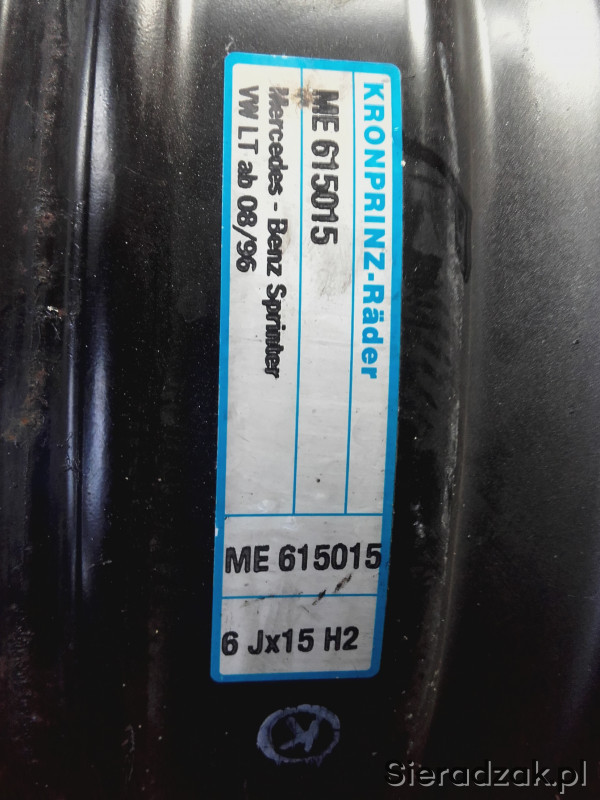 KRONPRINZ-Räder
ME 615015
Mercedes - Benz Sprinter
VW LT ab 08/96
ME 615015
6 Jx15 H2
K
Sieradzak.pl